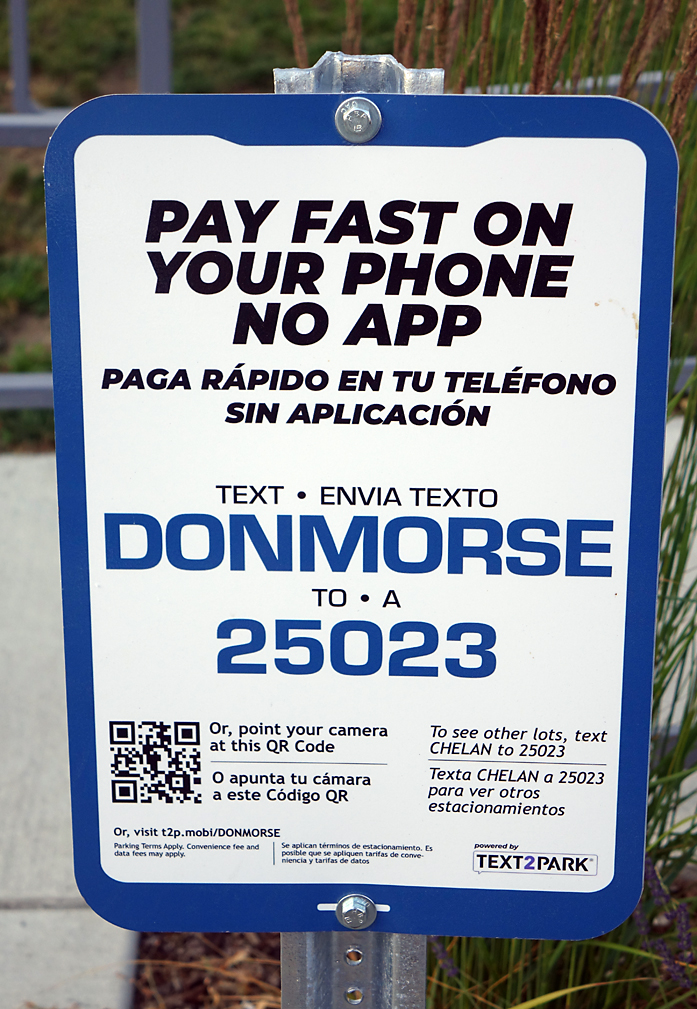 PAY FAST ON
YOUR PHONE
NO APP
PAGA RÁPIDO EN TU TELÉFONO
SIN APLICACIÓN
TEXT • ENVIA TEXTO
DONMORSE
TO • A
25023
Or, point your camera
at this QR Code
O apunta tu cámara
a este Código QR
To see other lots, text
CHELAN to 25023
Texta CHELAN a 25023
para ver otros
estacionamientos
Or, visit t2p.mobi/DONMORSE
Parking Terms Apply. Convenience fee and
data fees may apply.
Se aplican términos de estacionamiento. Es
posible que se apliquen tarifas de conve-
niencia y tarifas de datos
powered by
TEXT2PARK®